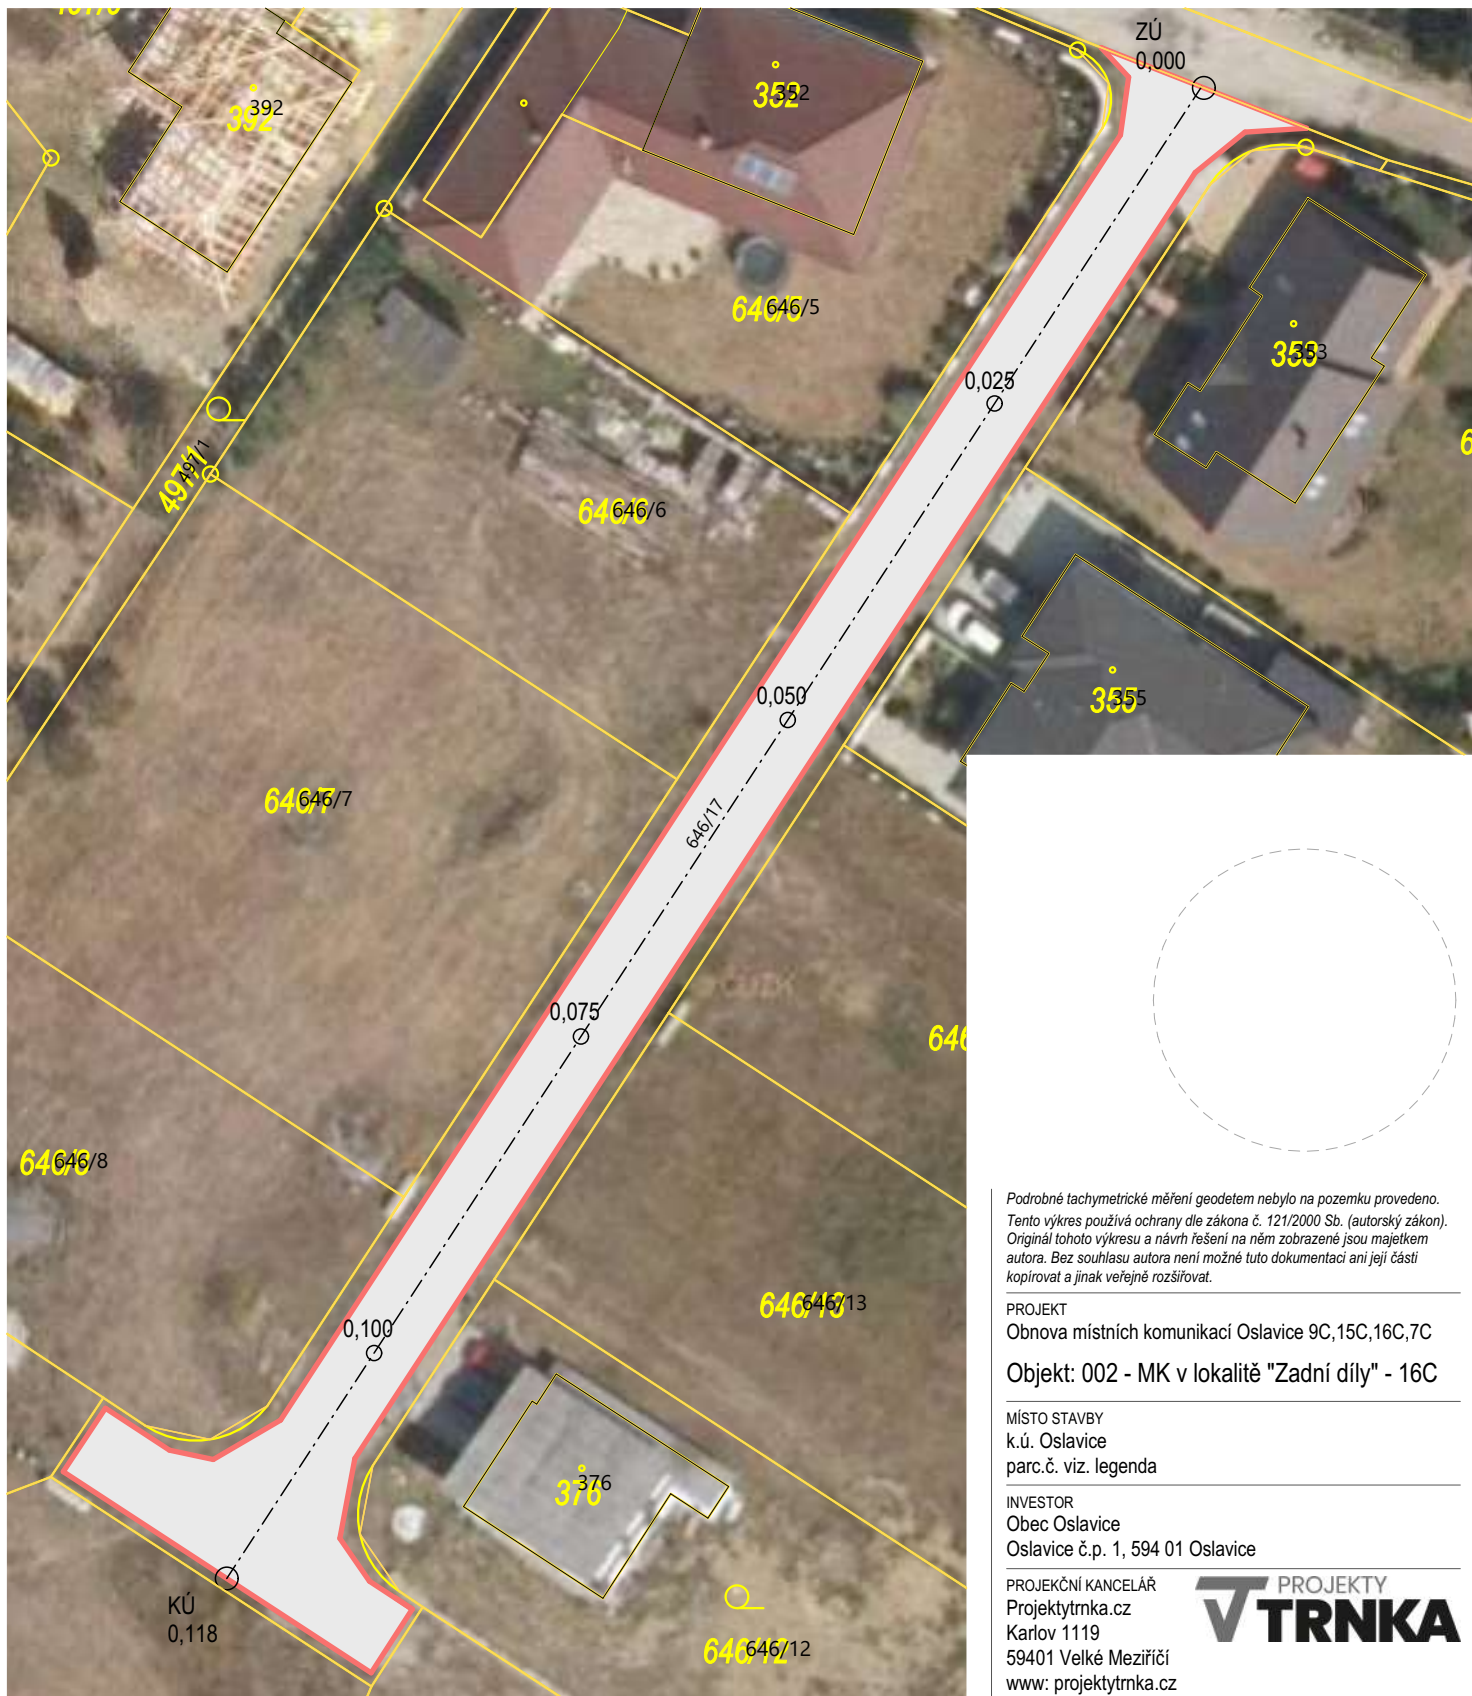 ZÚ
0,000
392
392
352
352
646/5
646/5
353
353
0,025
497/1
497/1
646/6
646/6
355
355
0,050
646/7
646/7
646/17
0,075
646
646/8
646/8
646/13
646/13
0,100
376
376
KÚ
0,118
646/12
646/12
Podrobné tachymetrické měření geodetem nebylo na pozemku provedeno.
Tento výkres používá ochrany dle zákona č. 121/2000 Sb. (autorský zákon).
Originál tohoto výkresu a návrh řešení na něm zobrazené jsou majetkem
autora. Bez souhlasu autora není možné tuto dokumentaci ani její části
kopírovat a jinak veřejně rozšiřovat.
PROJEKT
Obnova místních komunikací Oslavice 9C,15C,16C,7C
Objekt: 002 - MK v lokalitě "Zadní díly" - 16C
MÍSTO STAVBY
k.ú. Oslavice
parc.č. viz. legenda
INVESTOR
Obec Oslavice
Oslavice č.p. 1, 594 01 Oslavice
PROJEKČNÍ KANCELÁŘ
Projektytrnka.cz
Karlov 1119
59401 Velké Meziříčí
www: projektytrnka.cz
PROJEKTY
TRNKA